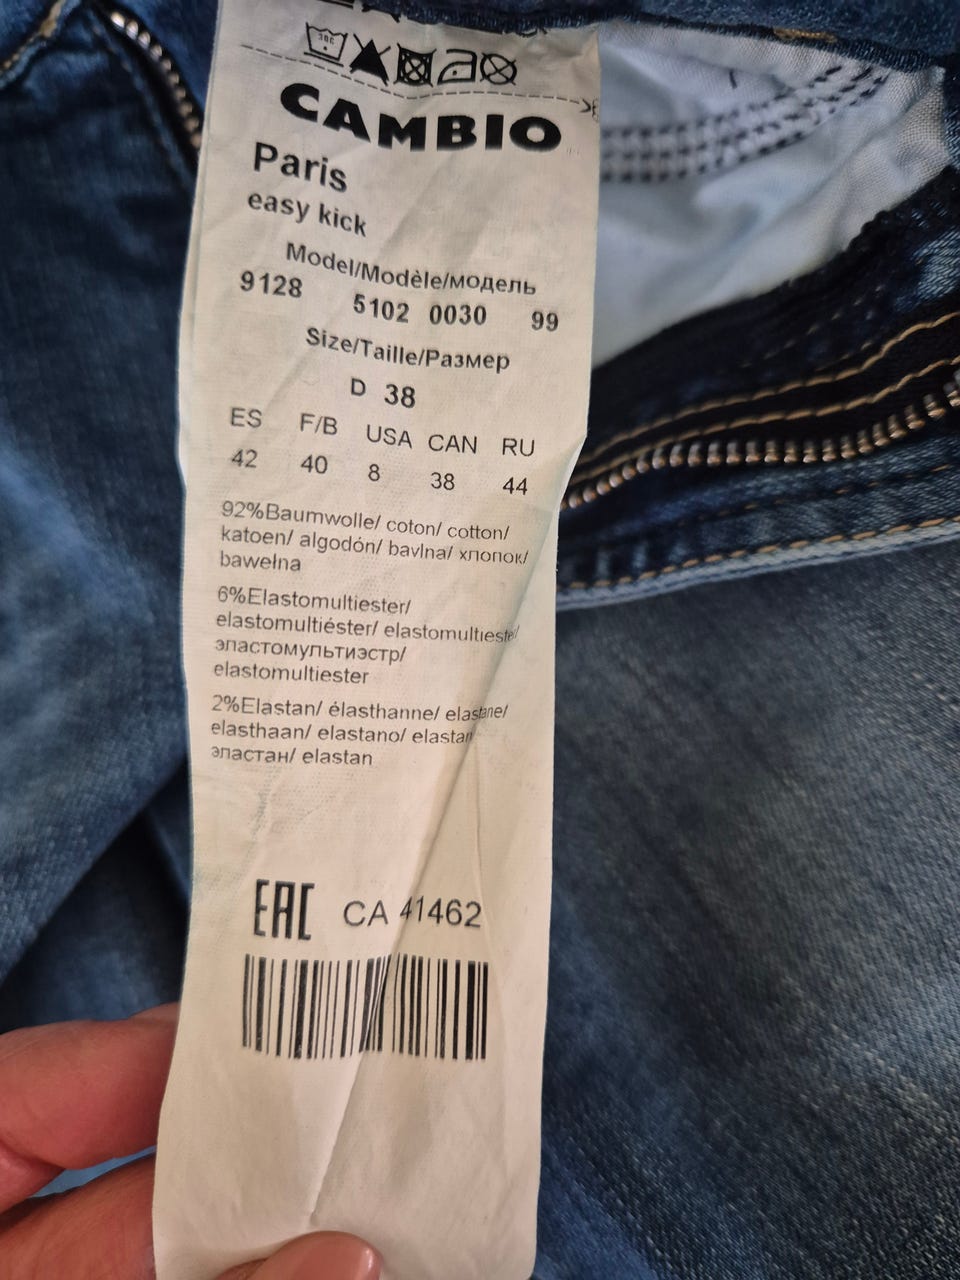 30C
CAMBIO
Paris
easy kick
Model/Modèle/модель
9128 5102 0030 99
Size/Taille/Размер
D 38
ES F/B USA CAN RU
42 40 8 38 44
92%Baumwolle/ coton/ cotton/
katoen/ algodón/ bavlna/ хлопок/
bawełna
6%Elastomultiester/
elastomultiéster/ elastomultiester/
эластомультиэстр/
elastomultiester
2%Elastan/ élasthanne/ elastane/
elasthaan/ elastano/ elastan
эластан/ elastan
EAC CA 41462